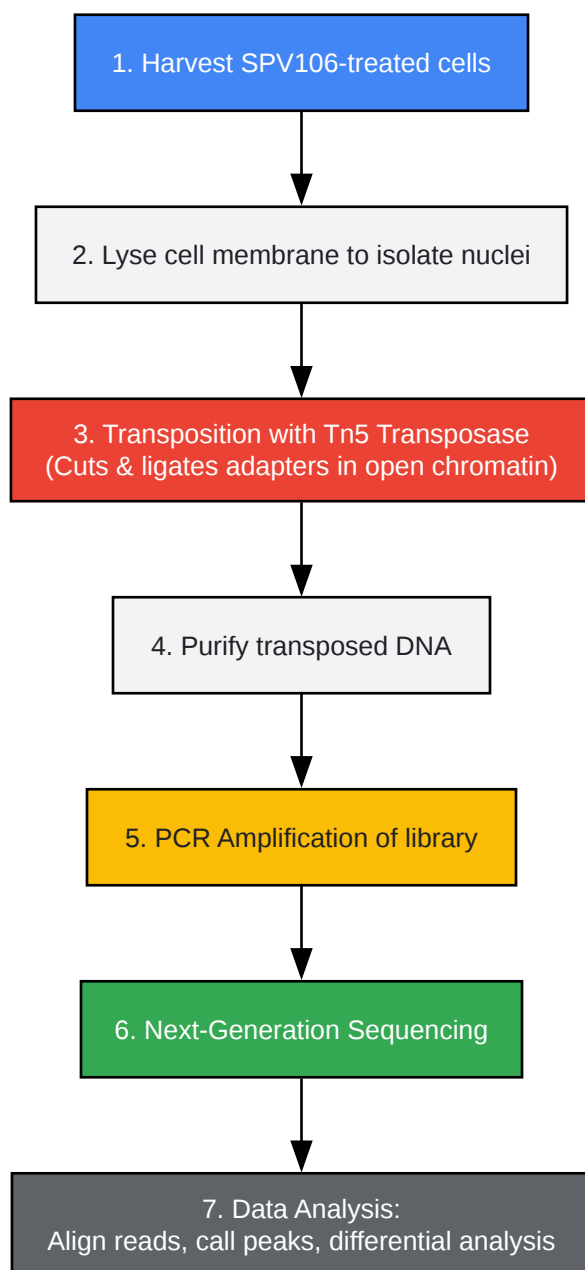 1. Harvest SPV106-treated cells
2. Lyse cell membrane to isolate nuclei
3. Transposition with Tn5 Transposase
(Cuts & ligates adapters in open chromatin)
4. Purify transposed DNA
5. PCR Amplification of library
6. Next-Generation Sequencing
7. Data Analysis:
Align reads, call peaks, differential analysis